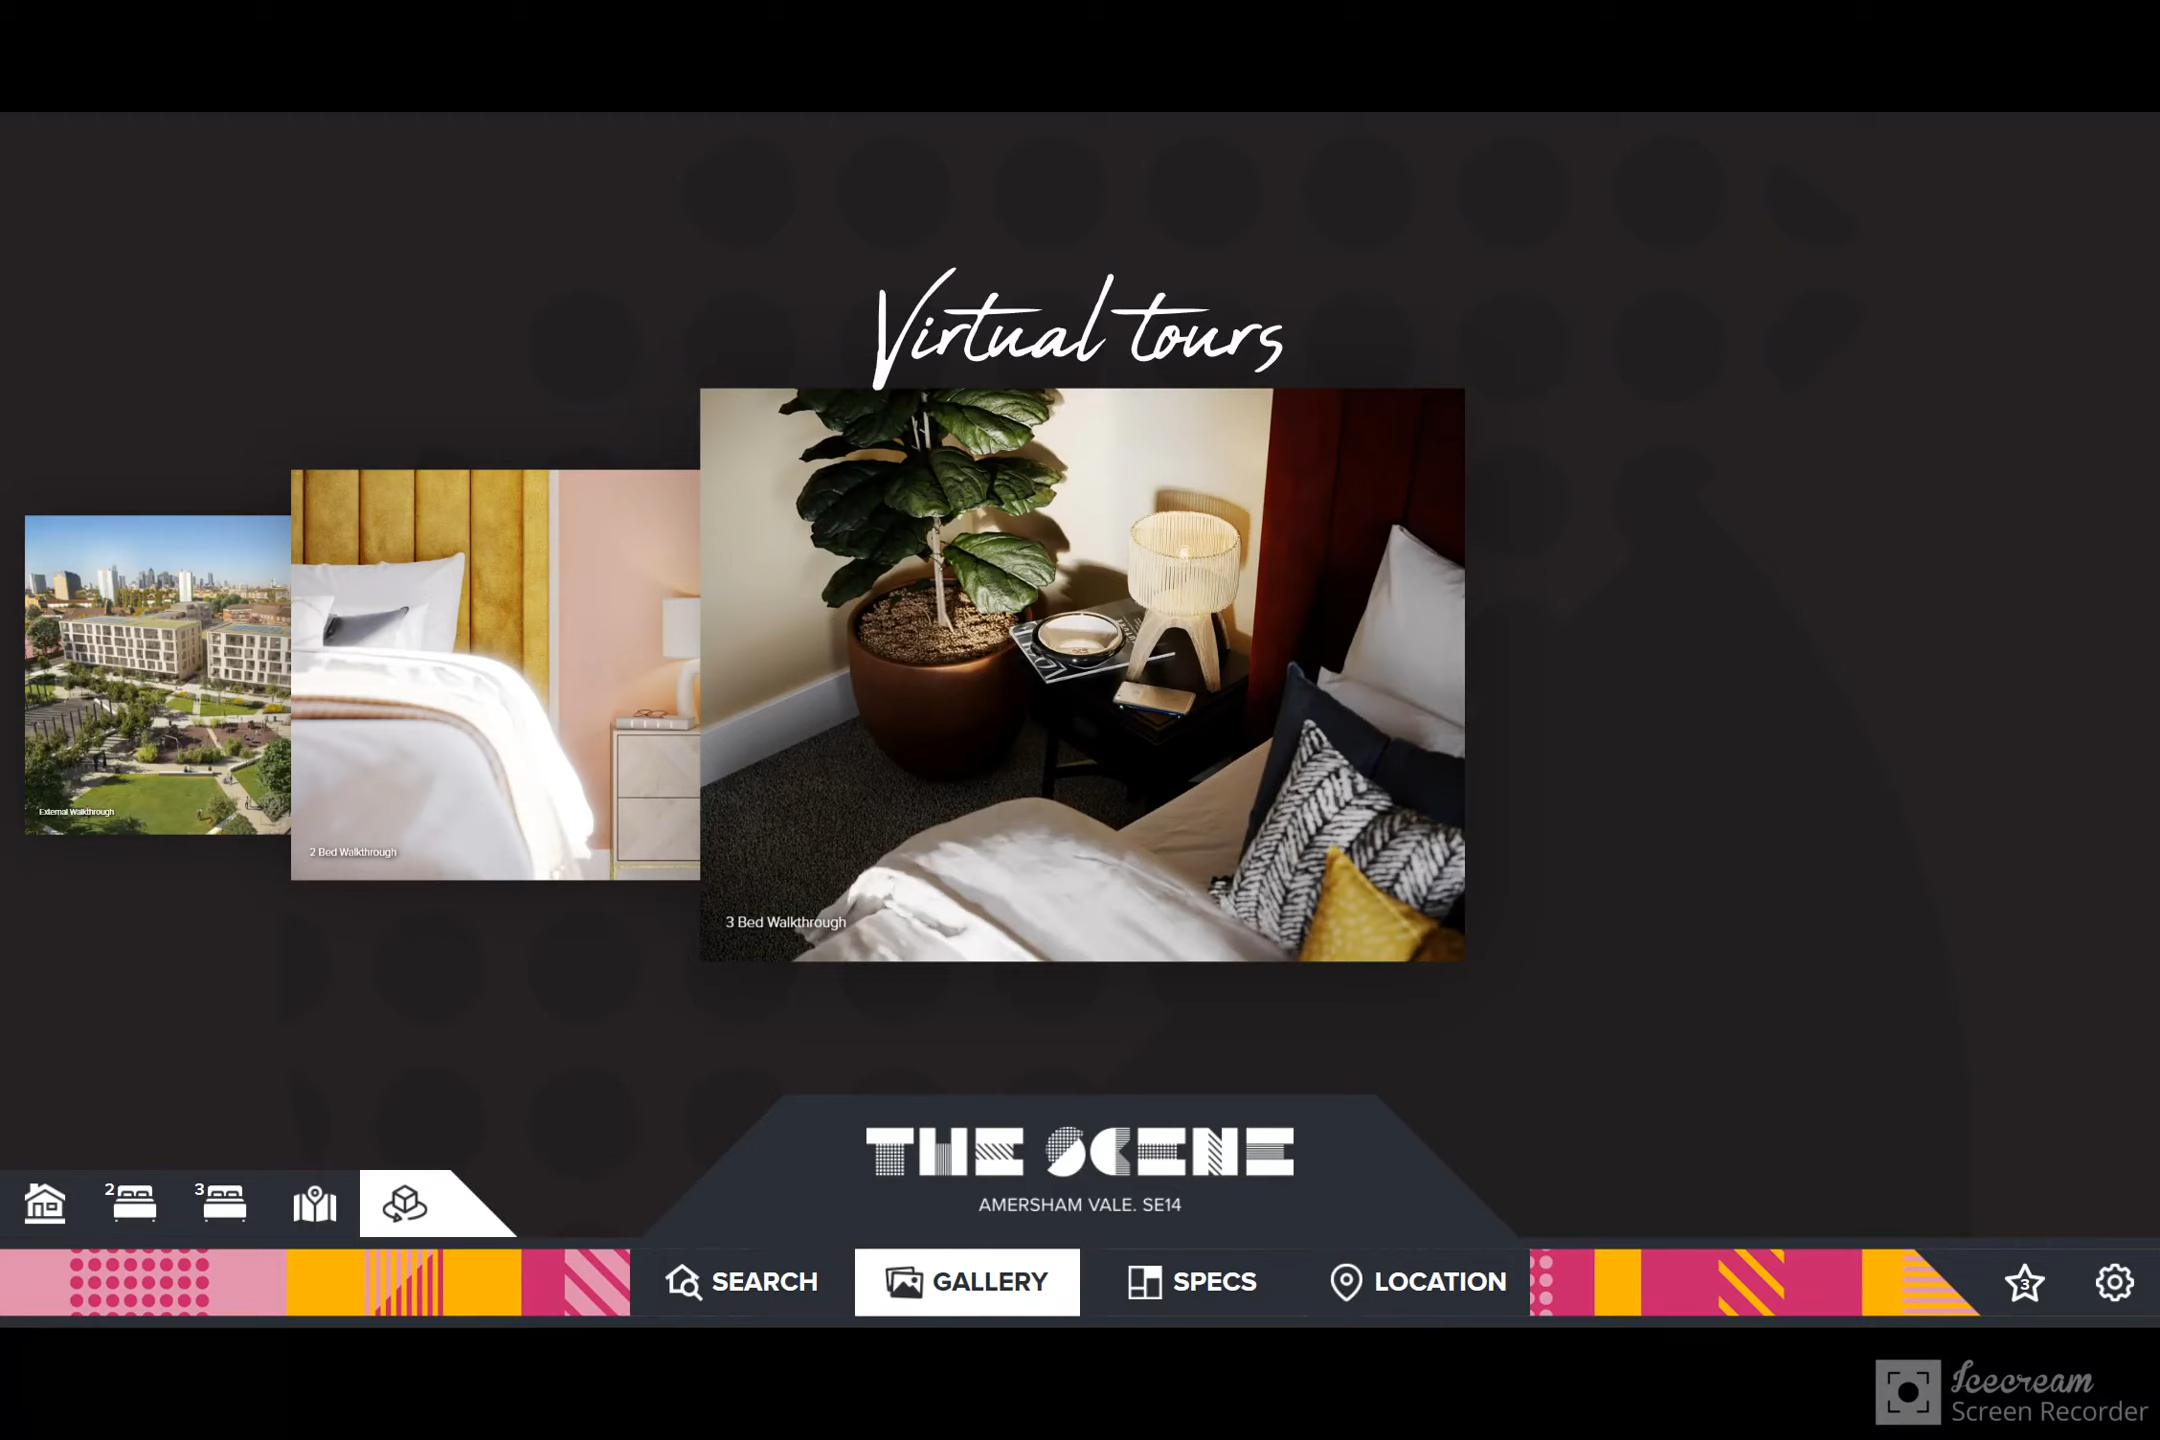 Virtual tours
External Walkthrough
2 Bed Walkthrough
3 Bed Walkthrough
THE SCENE
AMERSHAM VALE. SE14
2
3
SEARCH
GALLERY
SPECS
LOCATION
3
Icecream
Screen Recorder